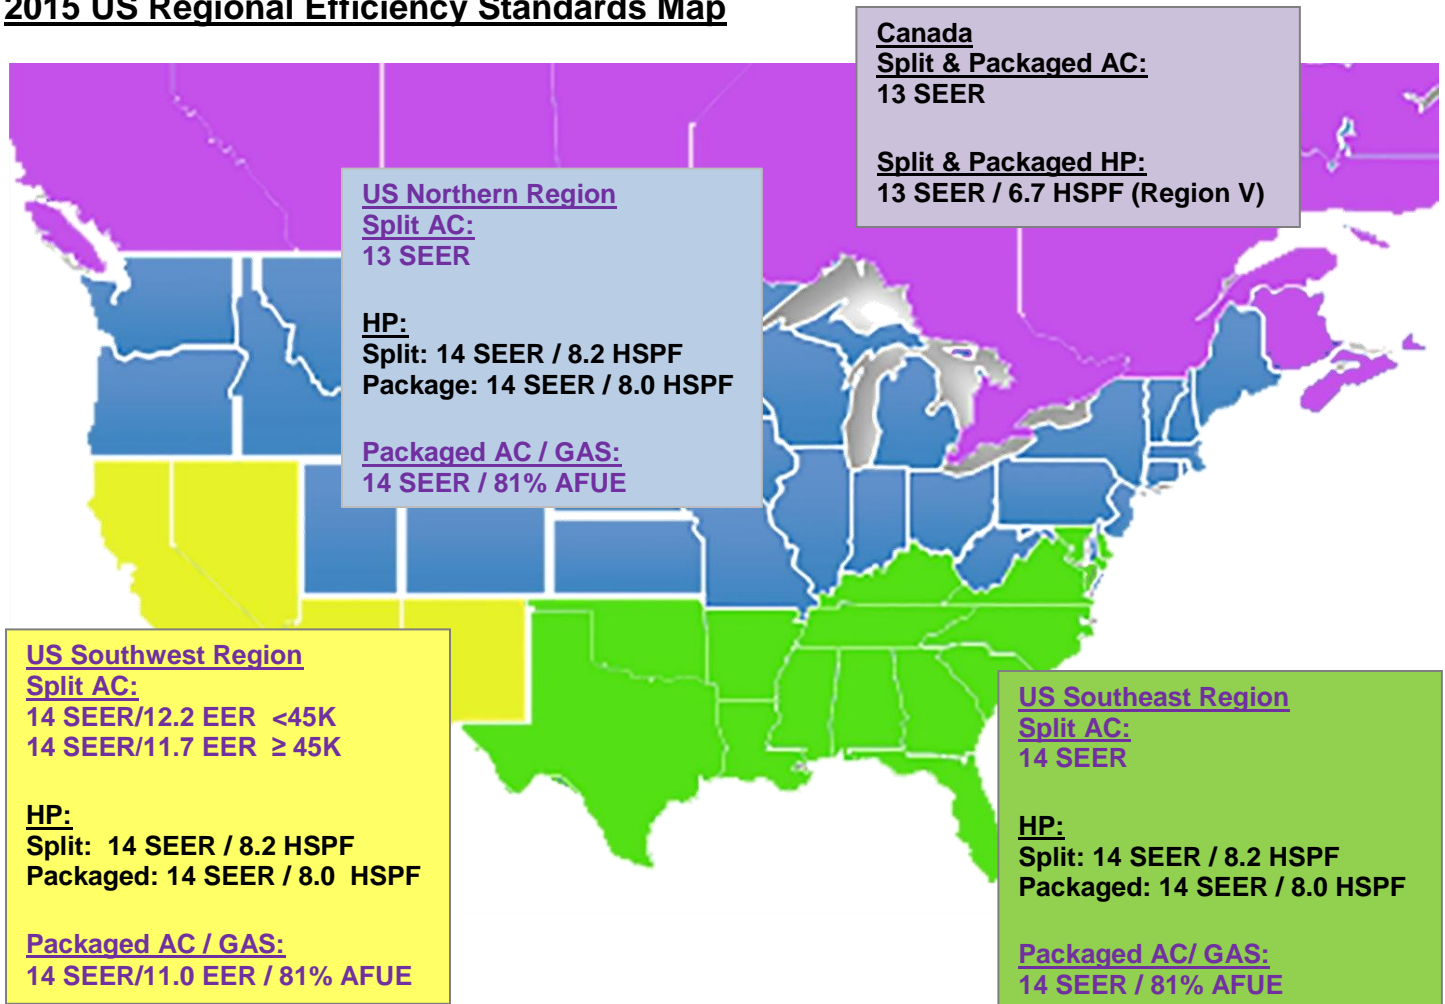 2015 US Regional Efficiency Standards Map
Canada
Split & Packaged AC:
13 SEER
Split & Packaged HP:
13 SEER / 6.7 HSPF (Region V)
US Northern Region
Split AC:
13 SEER
HP:
Split: 14 SEER / 8.2 HSPF
Package: 14 SEER / 8.0 HSPF
Packaged AC / GAS:
14 SEER / 81% AFUE
US Southwest Region
Split AC:
14 SEER/12.2 EER  <45K
14 SEER/11.7 EER  ≥ 45K
HP:
Split:  14 SEER / 8.2 HSPF
Packaged: 14 SEER / 8.0  HSPF
Packaged AC / GAS:
14 SEER/11.0 EER / 81% AFUE
US Southeast Region
Split AC:
14 SEER
HP:
Split: 14 SEER / 8.2 HSPF
Packaged: 14 SEER / 8.0 HSPF
Packaged AC/ GAS:
14 SEER / 81% AFUE